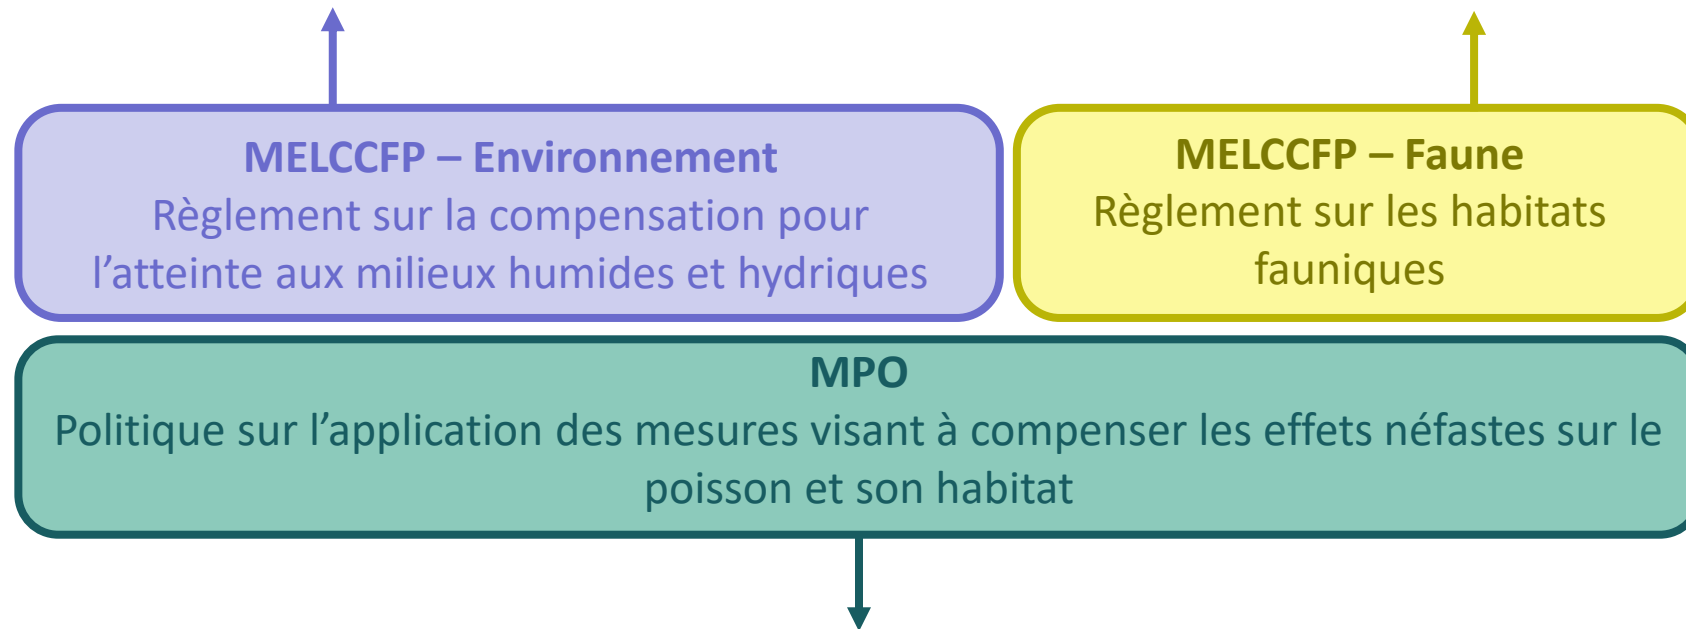 MELCCFP – Environnement
Règlement sur la compensation pour
l’atteinte aux milieux humides et hydriques
MELCCFP – Faune
Règlement sur les habitats
fauniques
MPO
Politique sur l’application des mesures visant à compenser les effets néfastes sur le
poisson et son habitat